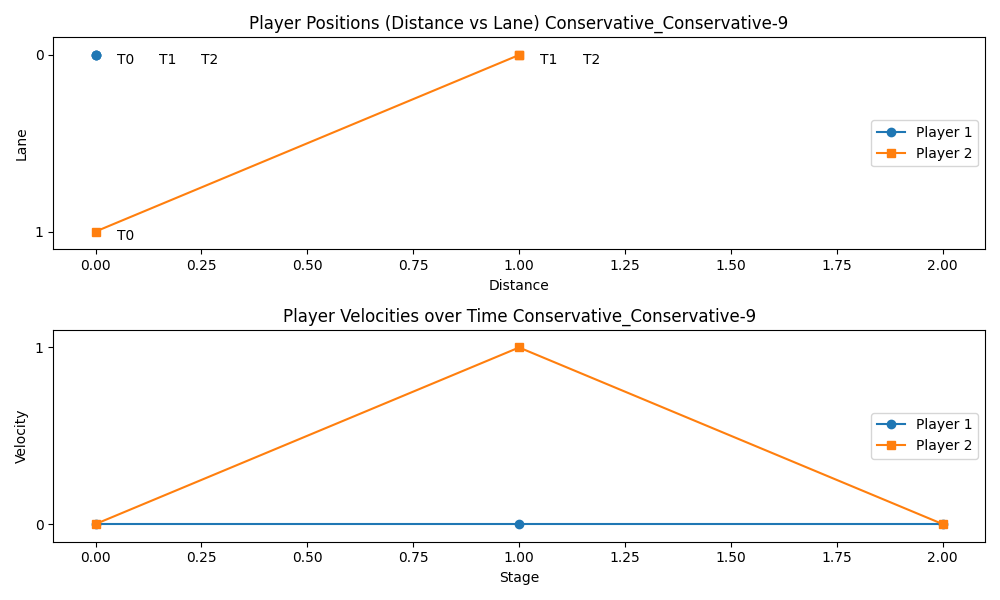 Player Positions (Distance vs Lane) Conservative_Conservative-9
Lane
0
1
T0 T1 T2
T1 T2
T0
Player 1
Player 2
0.00 0.25 0.50 0.75 1.00 1.25 1.50 1.75 2.00
Distance
Player Velocities over Time Conservative_Conservative-9
Velocity
1
0
Player 1
Player 2
0.00 0.25 0.50 0.75 1.00 1.25 1.50 1.75 2.00
Stage